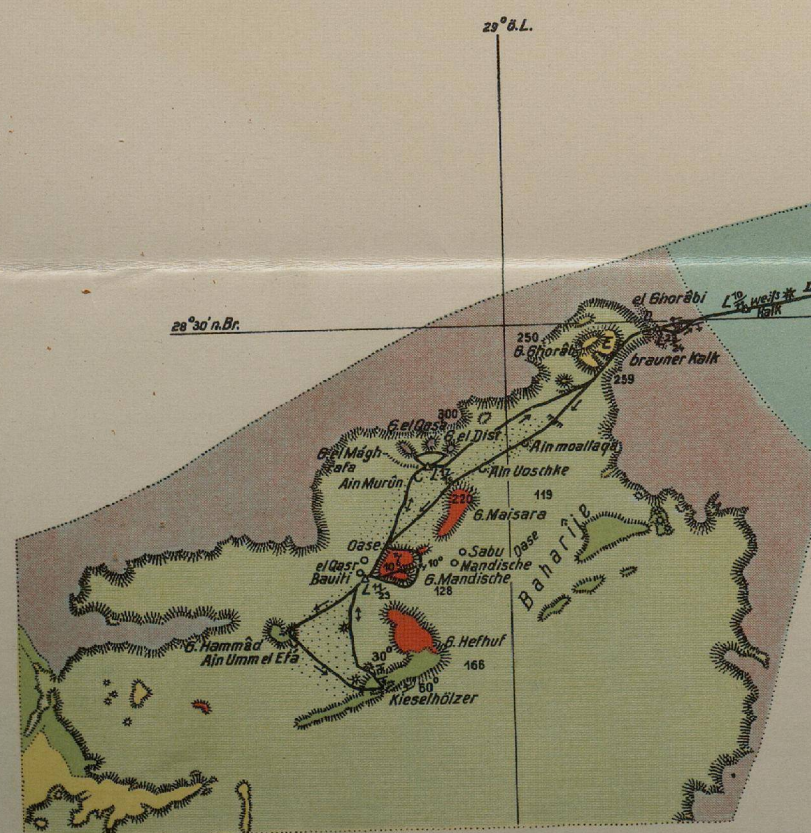 29° ö.L.
28°30' n.Br.
el Ghorâbi
weiß
Kalk
250
G. Ghorâbi
brauner Kalk
259
300
G. el Qasa
G. el Disf
G. el Mágh-
rafa
Ain moallaqa
Ain Murûn
Ain Uoschke
119
220
G. Maisara
Oase
Baharîje
Oase
Sabu
el Qasr
Mandische
Bauiti
10°
G. Mandische
128
G. Hammâd
Ain Umm el Efa
G. Hefhuf
30°
166
60°
Kieselhölzer